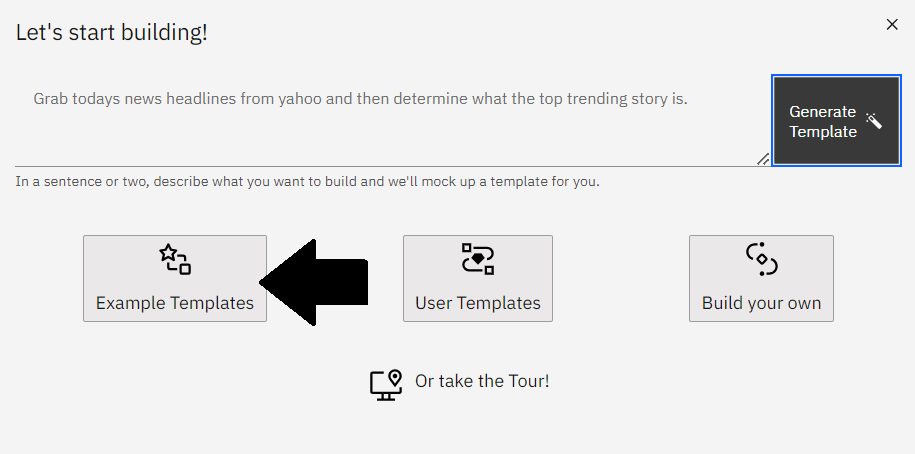 Let's start building!
Grab todays news headlines from yahoo and then determine what the top trending story is.
Generate
Template
In a sentence or two, describe what you want to build and we'll mock up a template for you.
Example Templates
User Templates
Build your own
Or take the Tour!